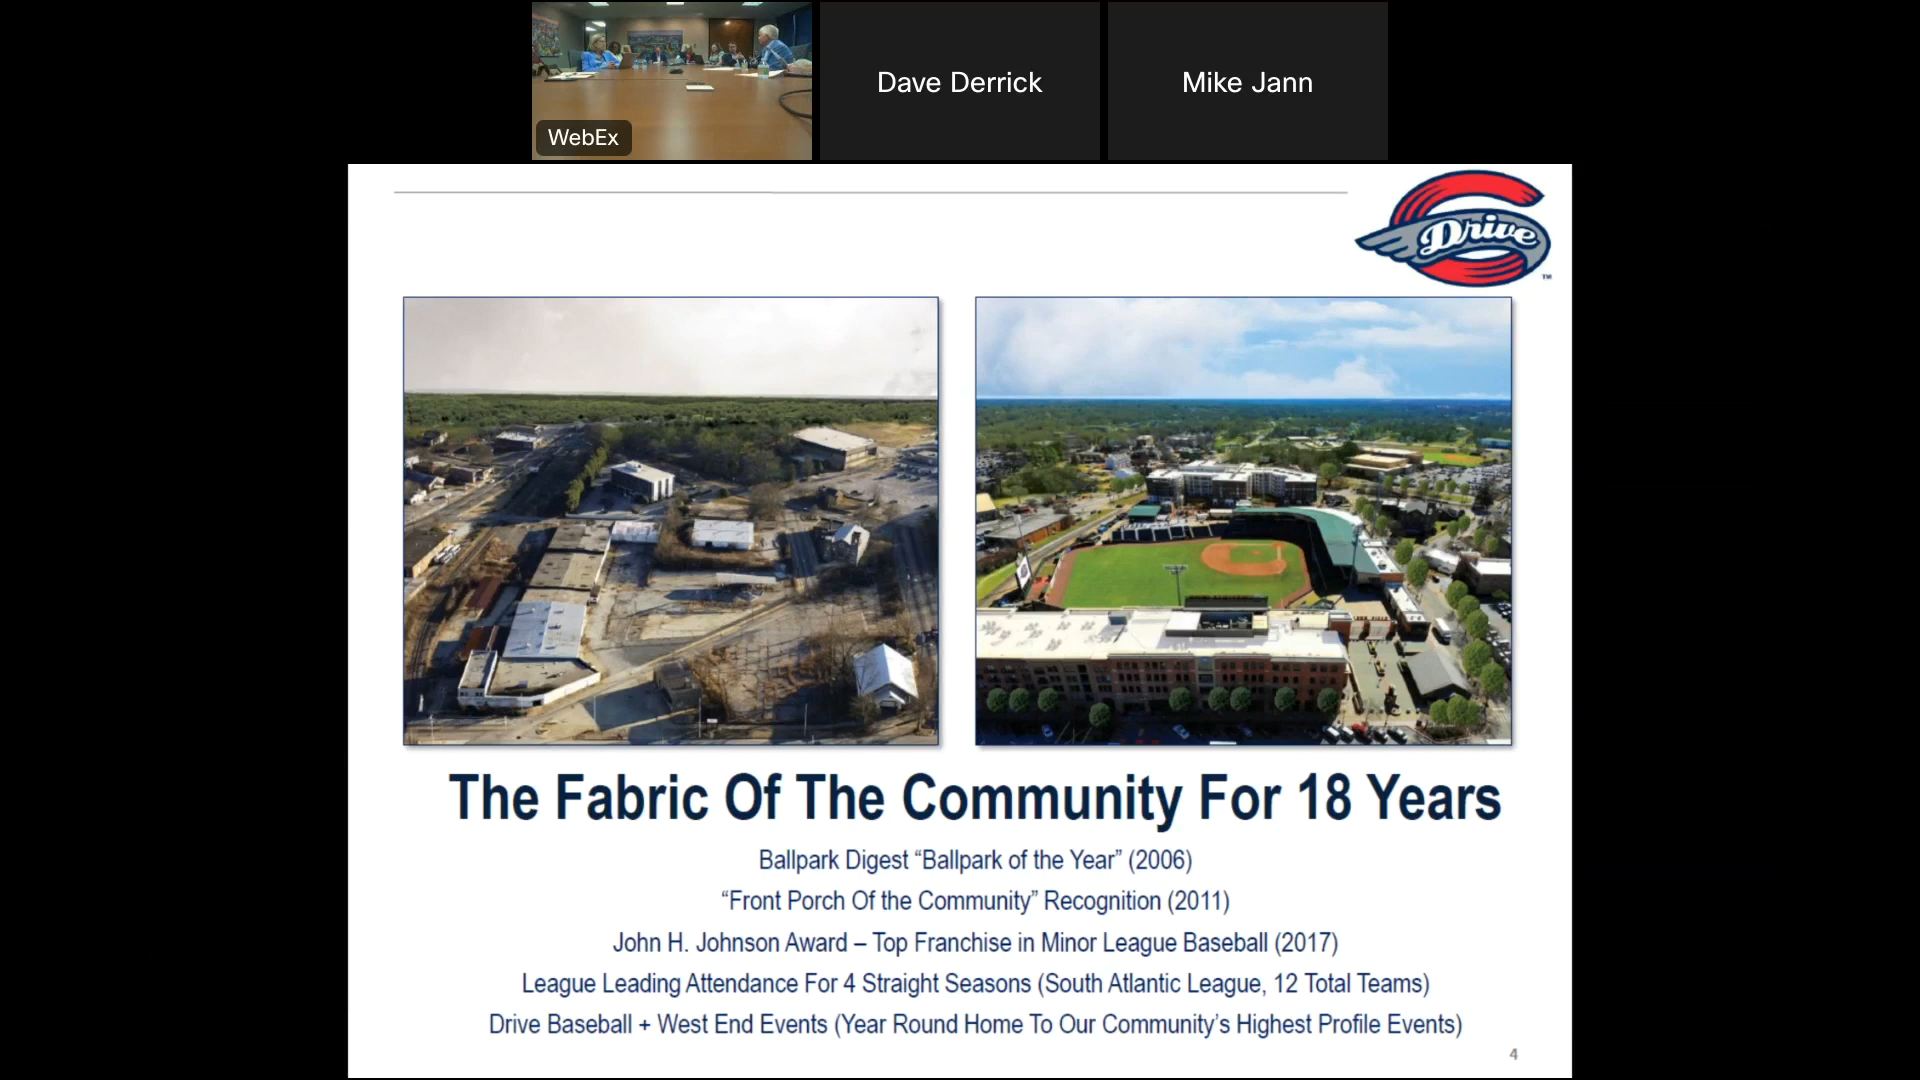 WebEx
Dave Derrick
Mike Jann
Drive
TM
The Fabric Of The Community For 18 Years
Ballpark Digest “Ballpark of the Year” (2006)
“Front Porch Of the Community” Recognition (2011)
John H. Johnson Award – Top Franchise in Minor League Baseball (2017)
League Leading Attendance For 4 Straight Seasons (South Atlantic League, 12 Total Teams)
Drive Baseball + West End Events (Year Round Home To Our Community’s Highest Profile Events)
4